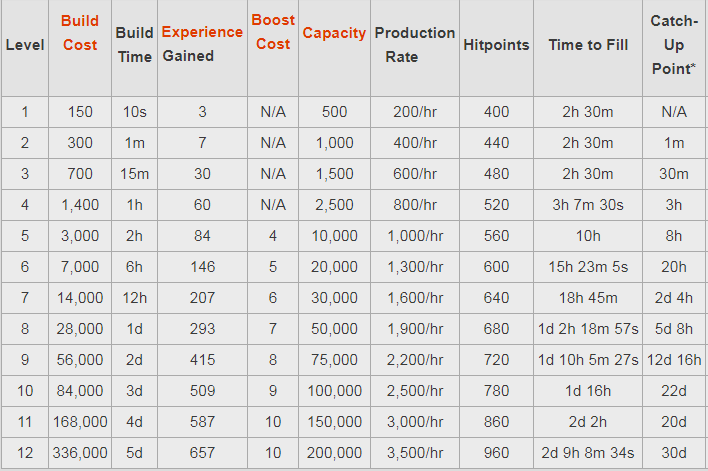 Level Build Cost Build Time Experience Gained Boost Cost Capacity Production Rate Hitpoints Time to Fill Catch-Up Point*
1 150 10s 3 N/A 500 200/hr 400 2h 30m N/A
2 300 1m 7 N/A 1,000 400/hr 440 2h 30m 1m
3 700 15m 30 N/A 1,500 600/hr 480 2h 30m 30m
4 1,400 1h 60 N/A 2,500 800/hr 520 3h 7m 30s 3h
5 3,000 2h 84 4 10,000 1,000/hr 560 10h 8h
6 7,000 6h 146 5 20,000 1,300/hr 600 15h 23m 5s 20h
7 14,000 12h 207 6 30,000 1,600/hr 640 18h 45m 2d 4h
8 28,000 1d 293 7 50,000 1,900/hr 680 1d 2h 18m 57s 5d 8h
9 56,000 2d 415 8 75,000 2,200/hr 720 1d 10h 5m 27s 12d 16h
10 84,000 3d 509 9 100,000 2,500/hr 780 1d 16h 22d
11 168,000 4d 587 10 150,000 3,000/hr 860 2d 2h 20d
12 336,000 5d 657 10 200,000 3,500/hr 960 2d 9h 8m 34s 30d